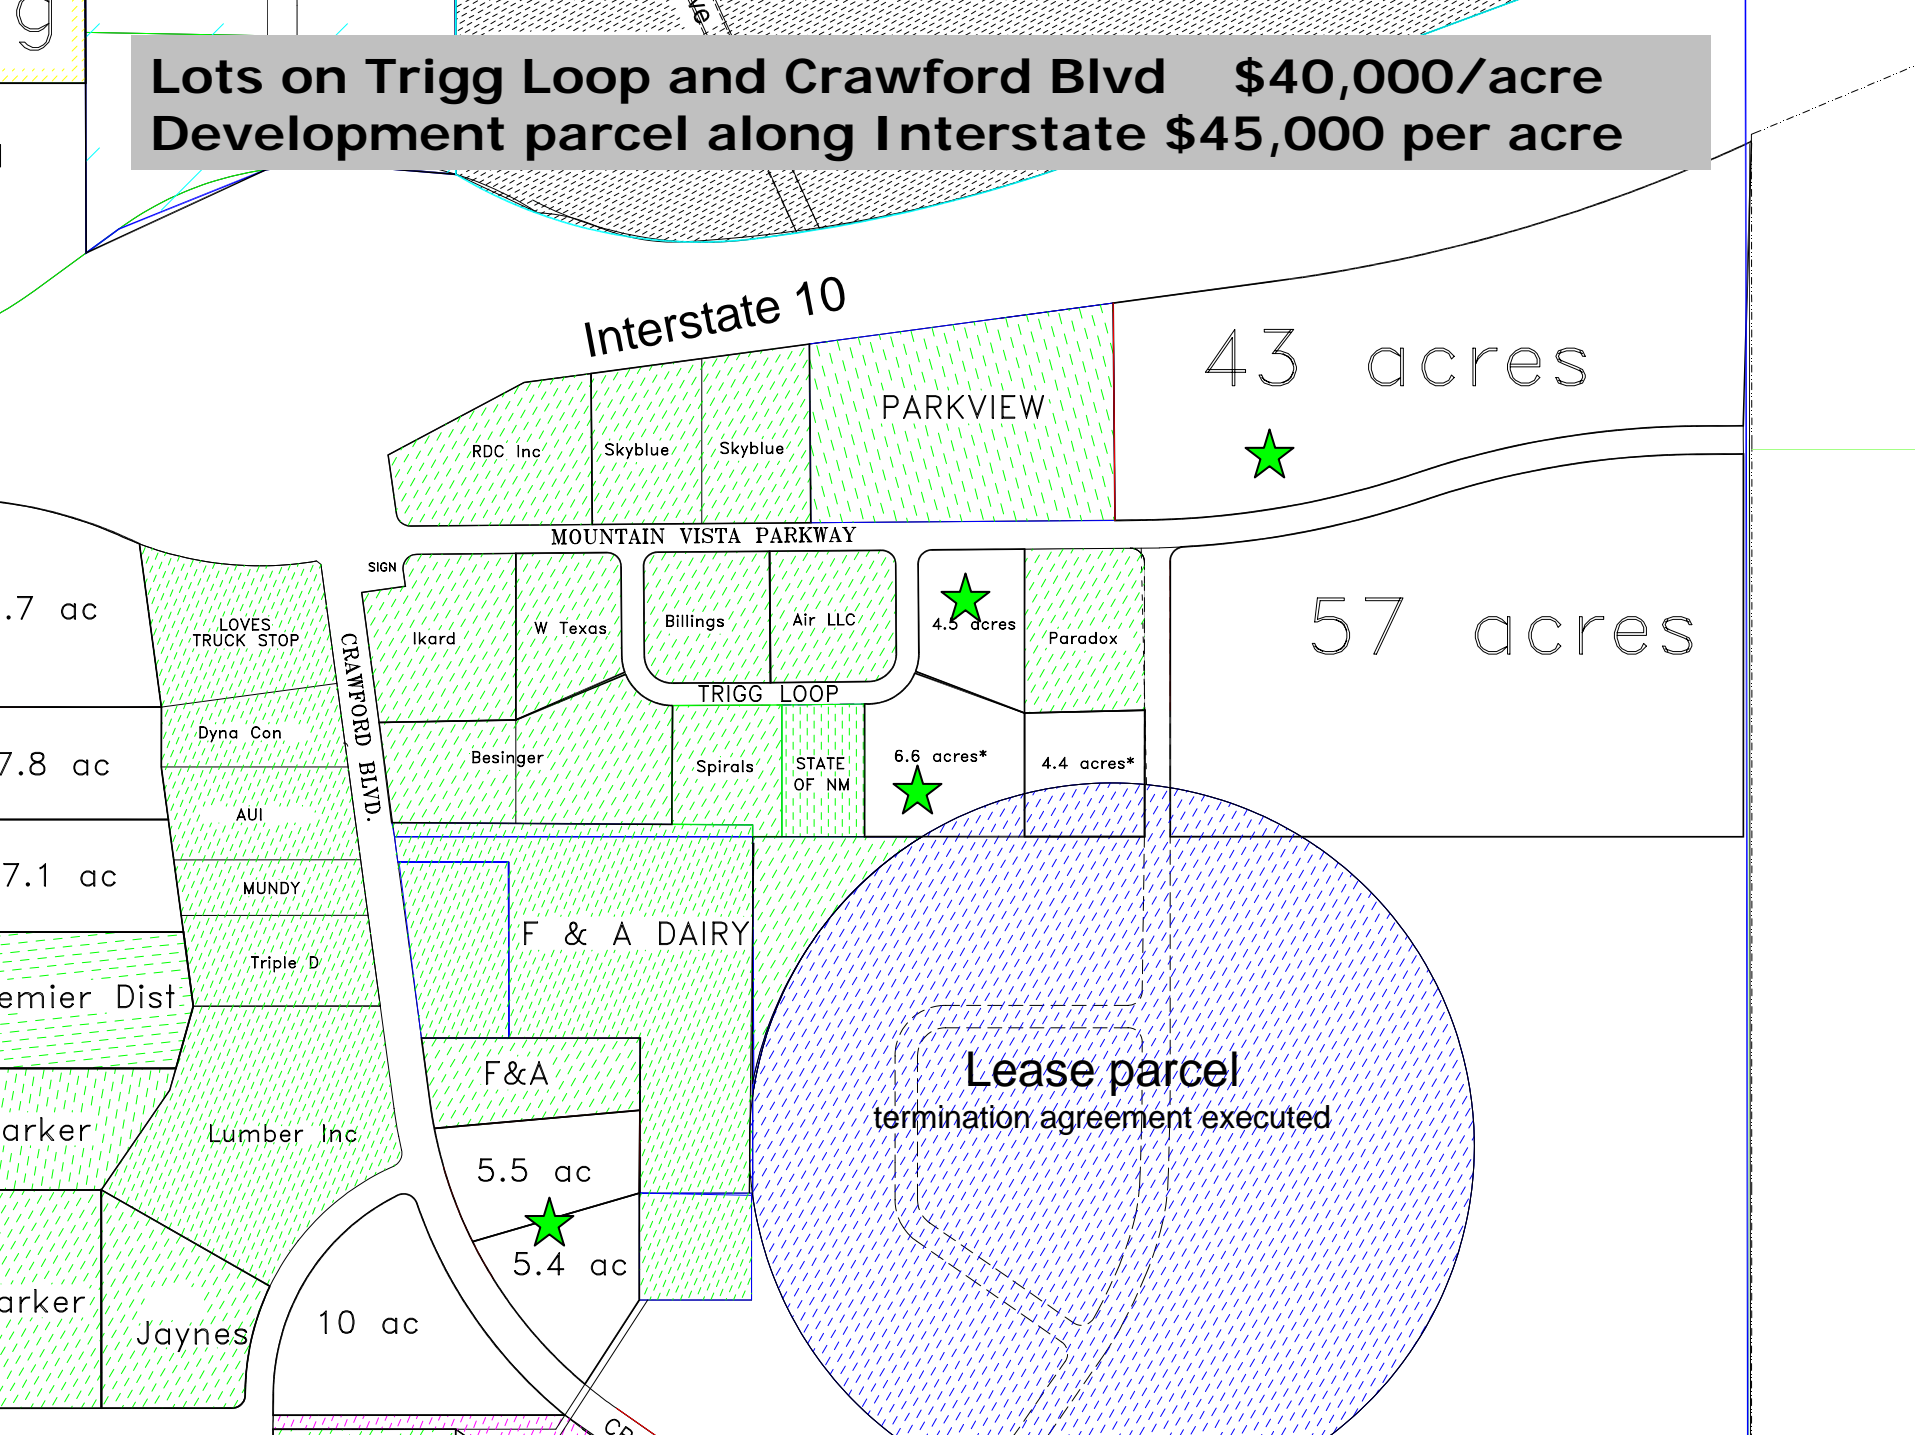 Lots on Trigg Loop and Crawford Blvd $40,000/acre
Development parcel along Interstate $45,000 per acre
Interstate 10
43 acres
PARKVIEW
RDC Inc
Skyblue
Skyblue
MOUNTAIN VISTA PARKWAY
SIGN
.7 ac
LOVES
TRUCK STOP
CRAWFORD BLVD.
Ikard
W Texas
Billings
Air LLC
4.5 acres
Paradox
57 acres
TRIGG LOOP
Dyna Con
7.8 ac
Besinger
Spirals
STATE
OF NM
6.6 acres*
4.4 acres*
AUI
7.1 ac
MUNDY
F & A DAIRY
Triple D
emier Dist
F&A
Lease parcel
termination agreement executed
arker
Lumber Inc
5.5 ac
5.4 ac
arker
Jaynes
10 ac